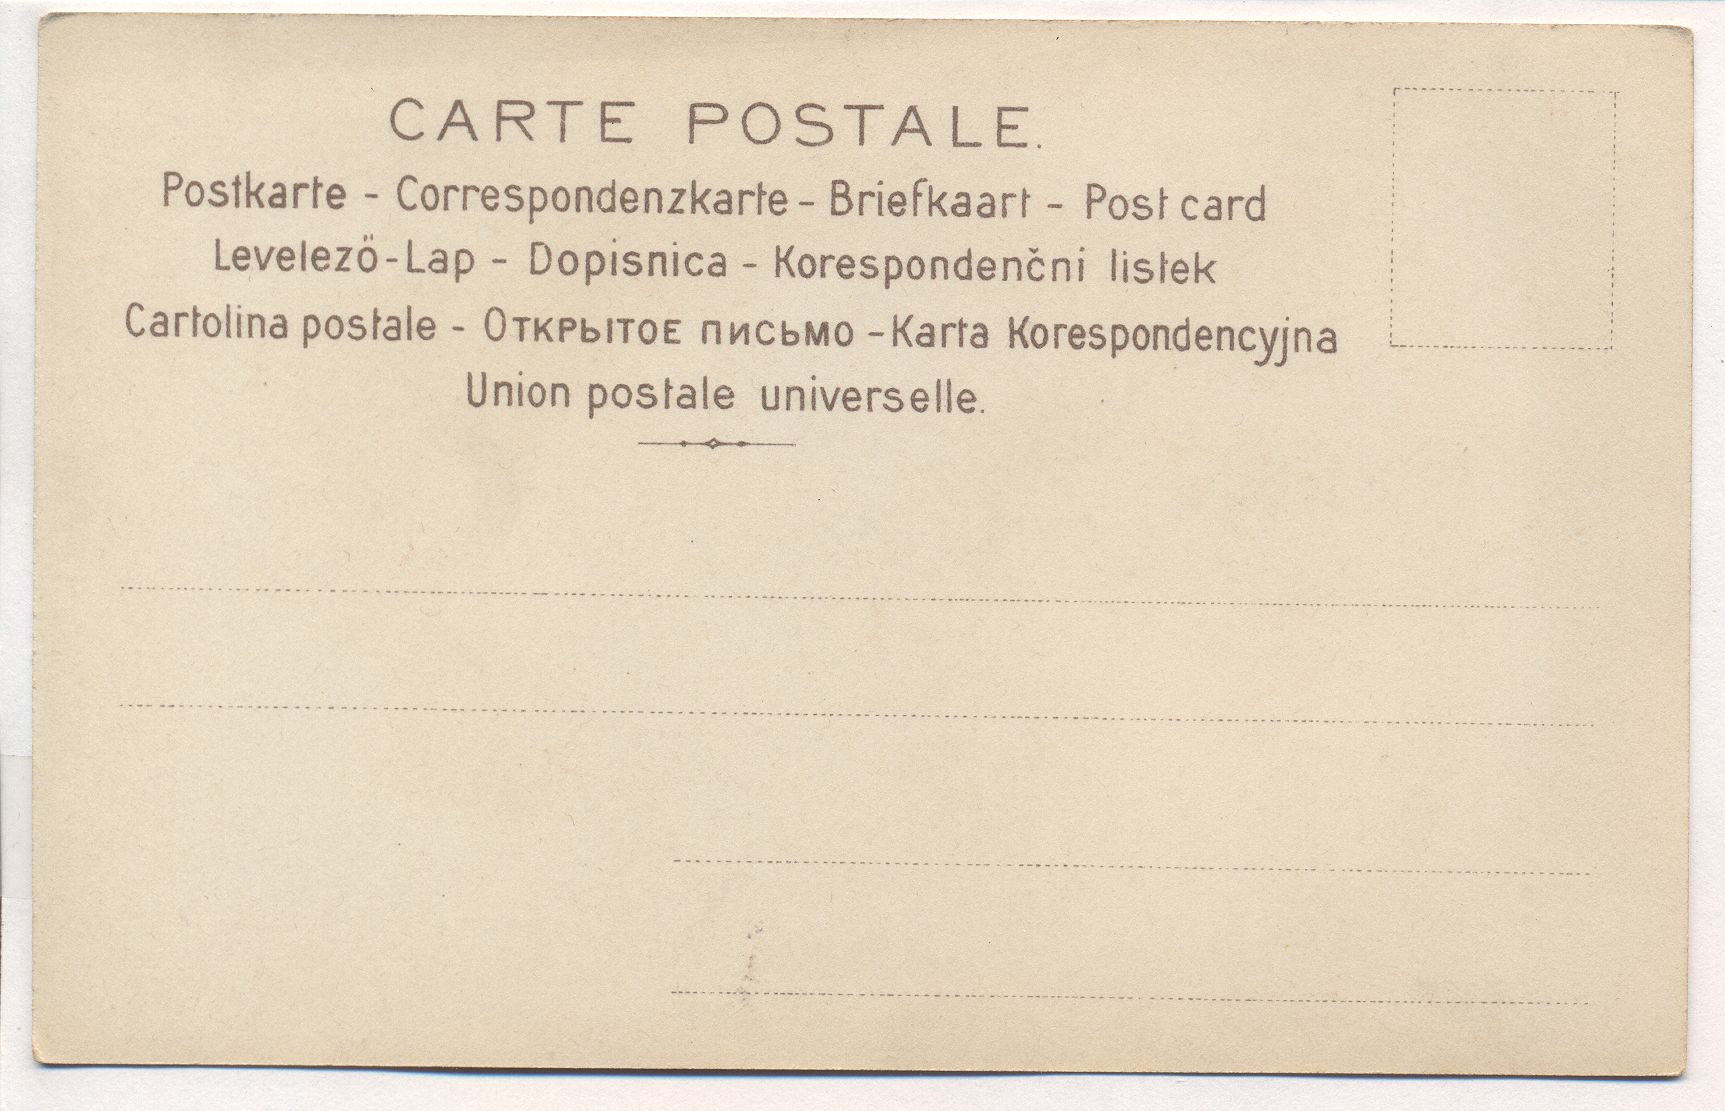 CARTE POSTALE.
Postkarte - Correspondenzkarte - Briefkaart - Post card
Levelező-Lap - Dopisnica - Korespondenčni listek
Cartolina postale - Открытое письмо - Karta Korespondencyjna
Union postale universelle.